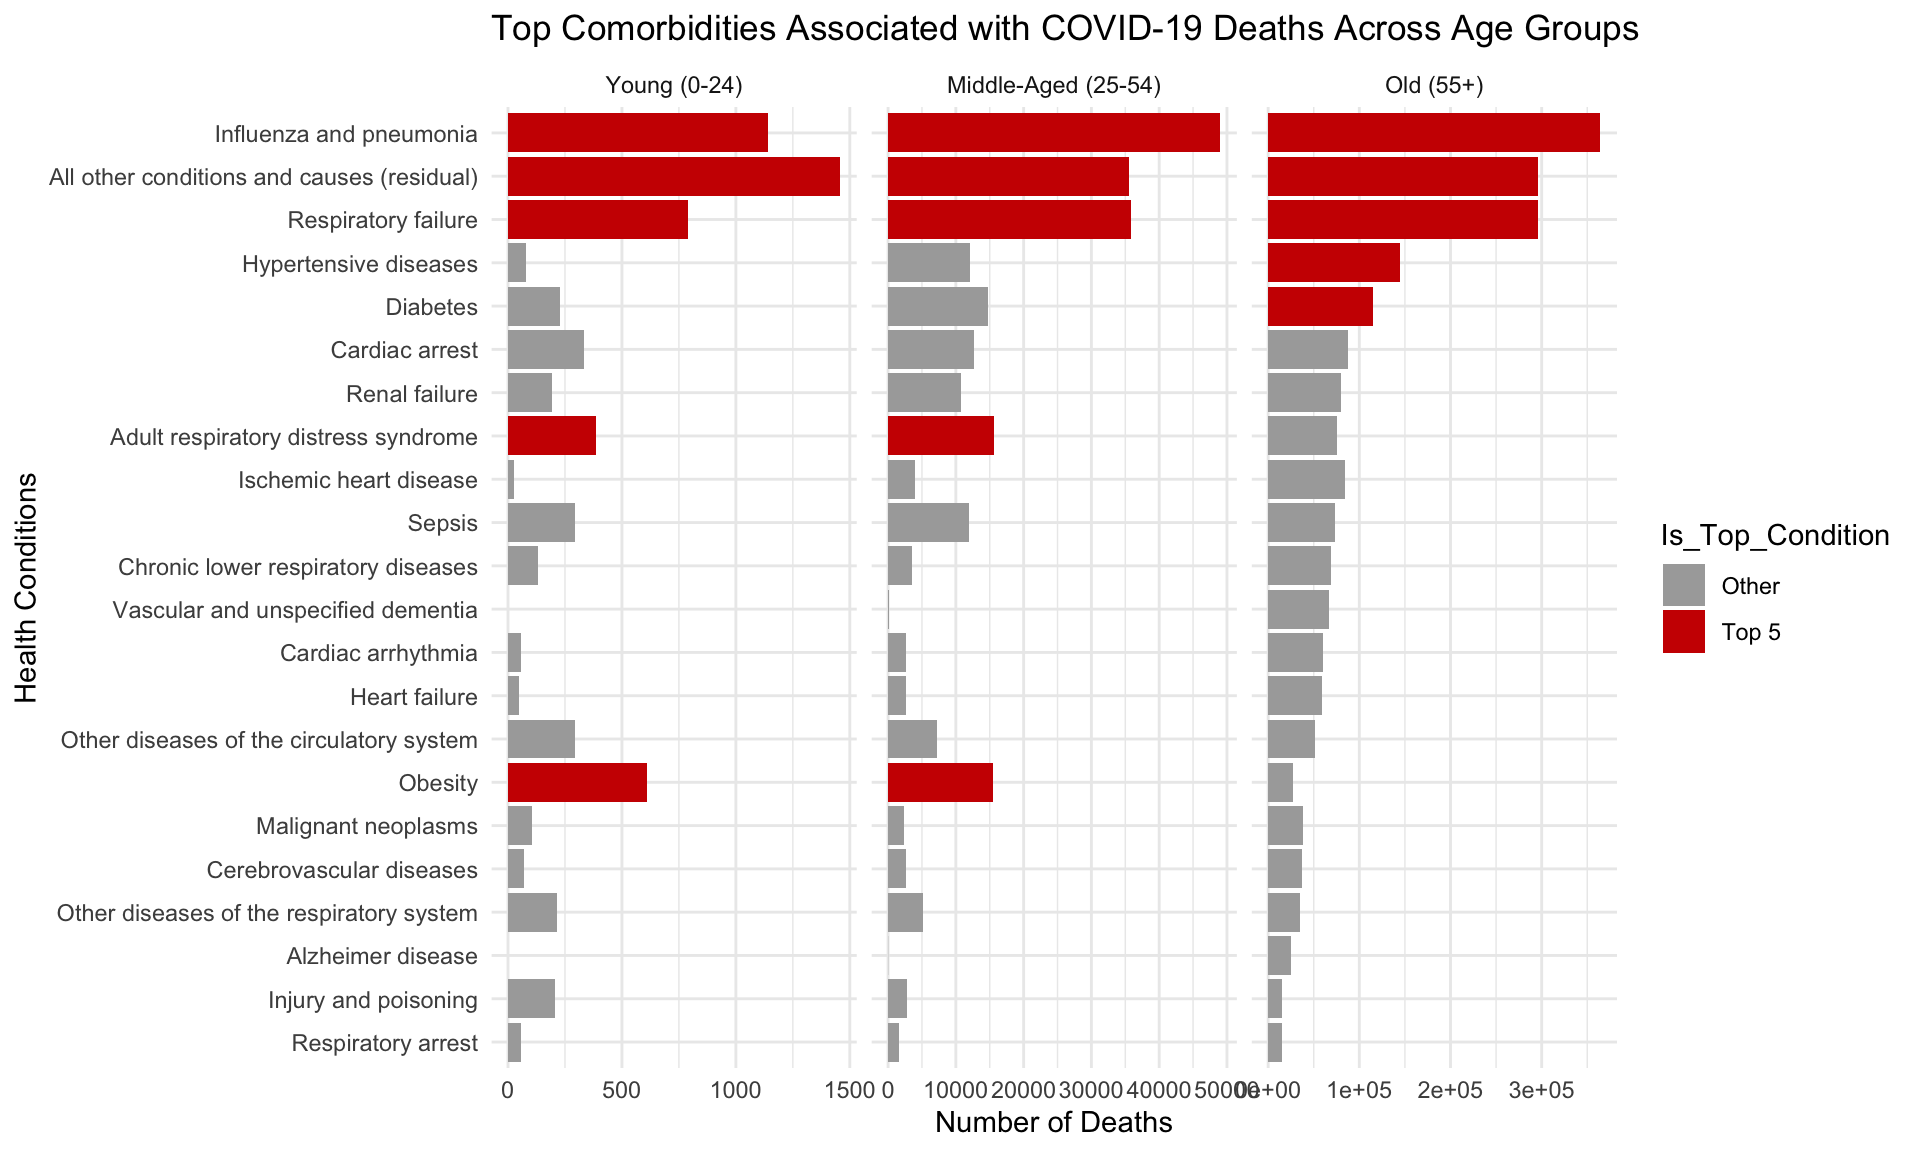 Top Comorbidities Associated with COVID-19 Deaths Across Age Groups
Young (0-24)
Middle-Aged (25-54)
Old (55+)
Influenza and pneumonia
All other conditions and causes (residual)
Respiratory failure
Hypertensive diseases
Diabetes
Cardiac arrest
Renal failure
Adult respiratory distress syndrome
Ischemic heart disease
Sepsis
Chronic lower respiratory diseases
Vascular and unspecified dementia
Cardiac arrhythmia
Heart failure
Other diseases of the circulatory system
Obesity
Malignant neoplasms
Cerebrovascular diseases
Other diseases of the respiratory system
Alzheimer disease
Injury and poisoning
Respiratory arrest
Health Conditions
0 500 1000 1500
0 10000 20000 30000 40000 50000
0e+00 1e+05 2e+05 3e+05
Number of Deaths
Is_Top_Condition
Other
Top 5